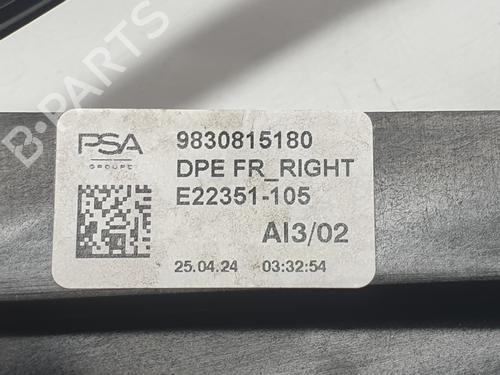 B-PARTS
PSA
GROUPE
9830815180
DPE FR_RIGHT
E22351-105
AI3/02
25.04.24 03:32:54